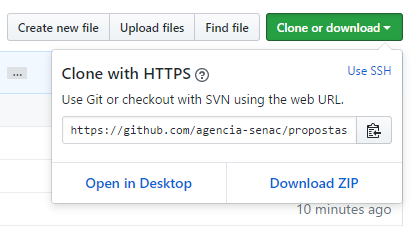 Create new file Upload files Find file Clone or download
...
Clone with HTTPS ? Use SSH
Use Git or checkout with SVN using the web URL.
https://github.com/agencia-senac/propostas
Open in Desktop Download ZIP
10 minutes ago